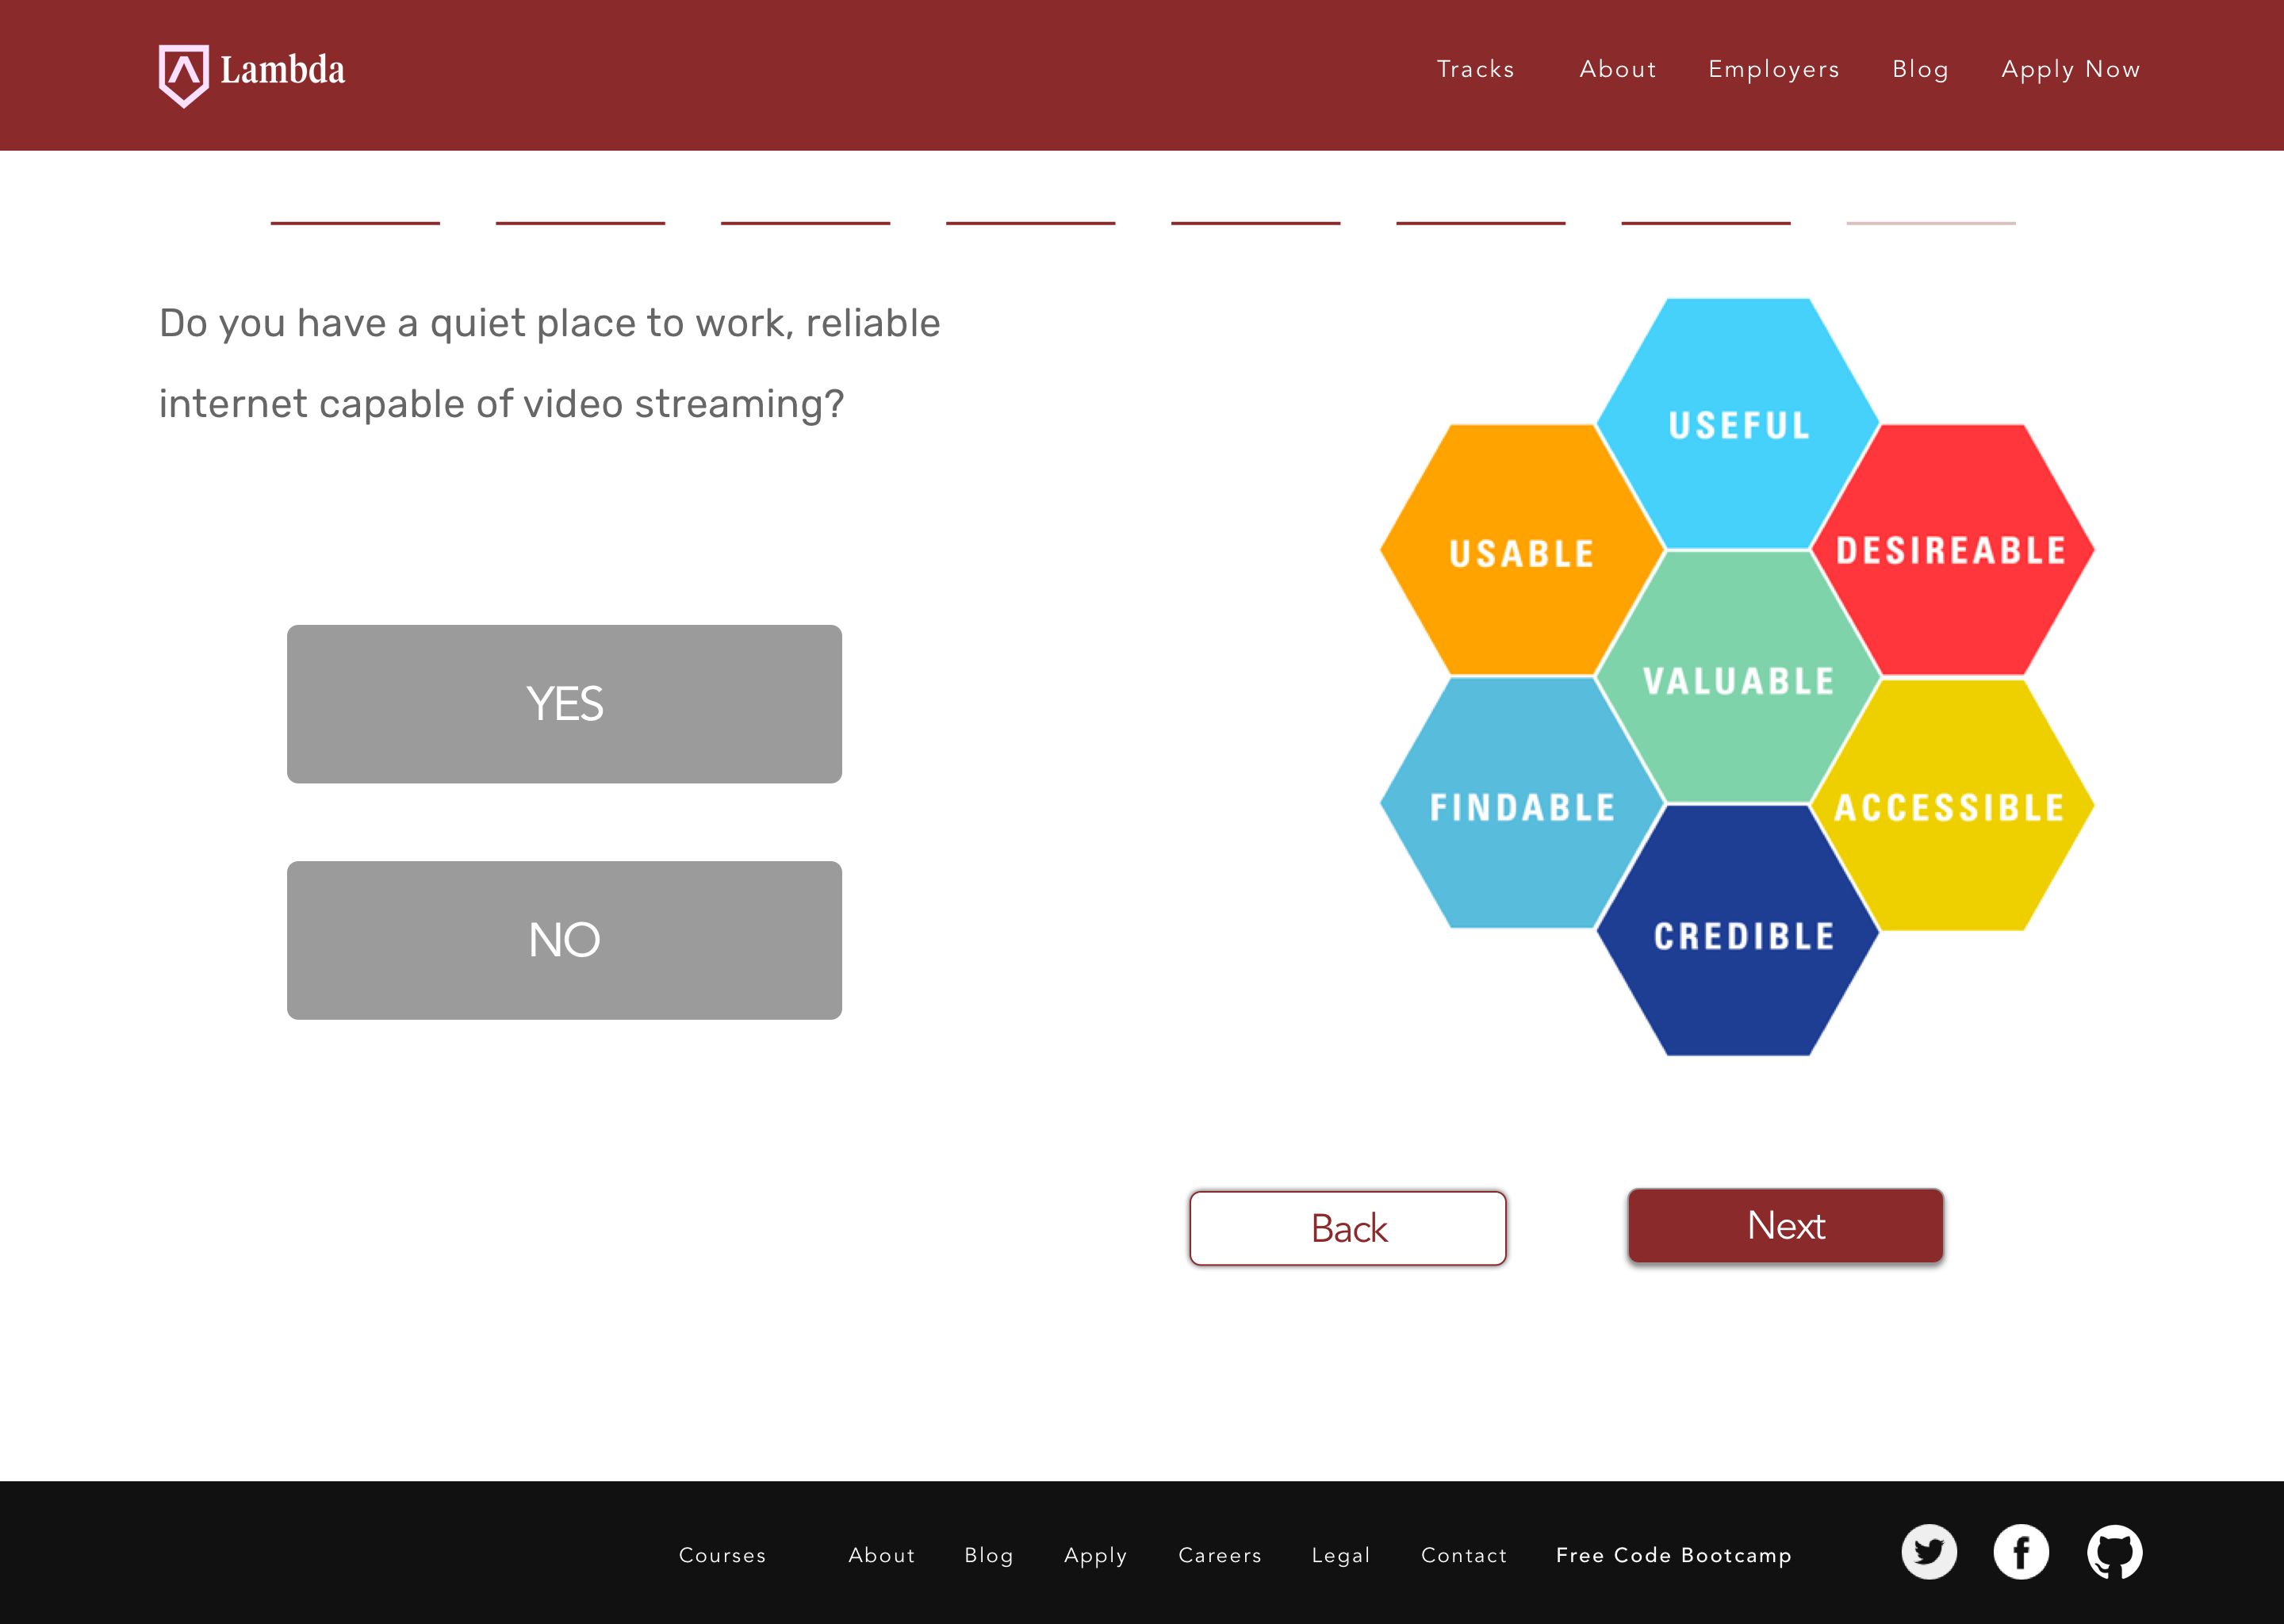 Lambda
Tracks About Employers Blog Apply Now
Do you have a quiet place to work, reliable
internet capable of video streaming?
YES
NO
USEFUL
USABLE
DESIREABLE
VALUABLE
FINDABLE
ACCESSIBLE
CREDIBLE
Back
Next
Courses About Blog Apply Careers Legal Contact Free Code Bootcamp